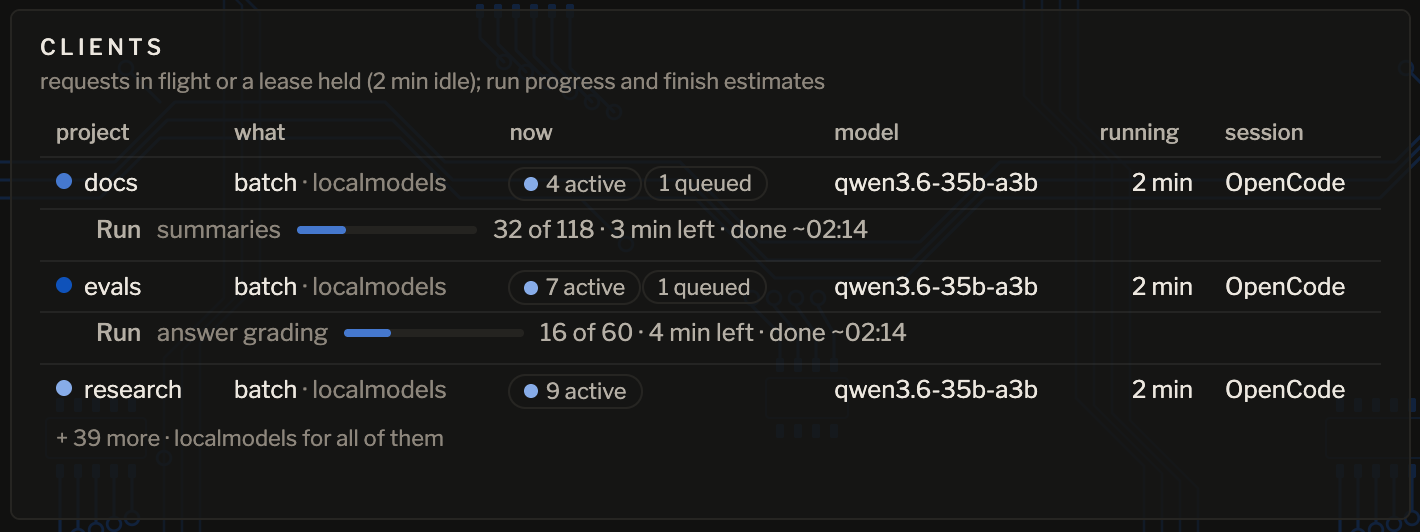 CLIENTS
requests in flight or a lease held (2 min idle); run progress and finish estimates
project what now model running session
docs batch · localmodels 4 active 1 queued qwen3.6-35b-a3b 2 min OpenCode
Run summaries 32 of 118 · 3 min left · done ~02:14
evals batch · localmodels 7 active 1 queued qwen3.6-35b-a3b 2 min OpenCode
Run answer grading 16 of 60 · 4 min left · done ~02:14
research batch · localmodels 9 active qwen3.6-35b-a3b 2 min OpenCode
+ 39 more · localmodels for all of them